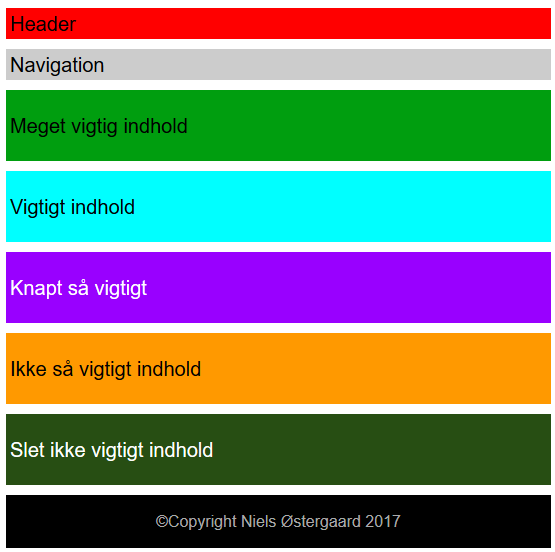 Header
Navigation
Meget vigtig indhold
Vigtigt indhold
Knapt så vigtigt
Ikke så vigtigt indhold
Slet ikke vigtigt indhold
©Copyright Niels Østergaard 2017